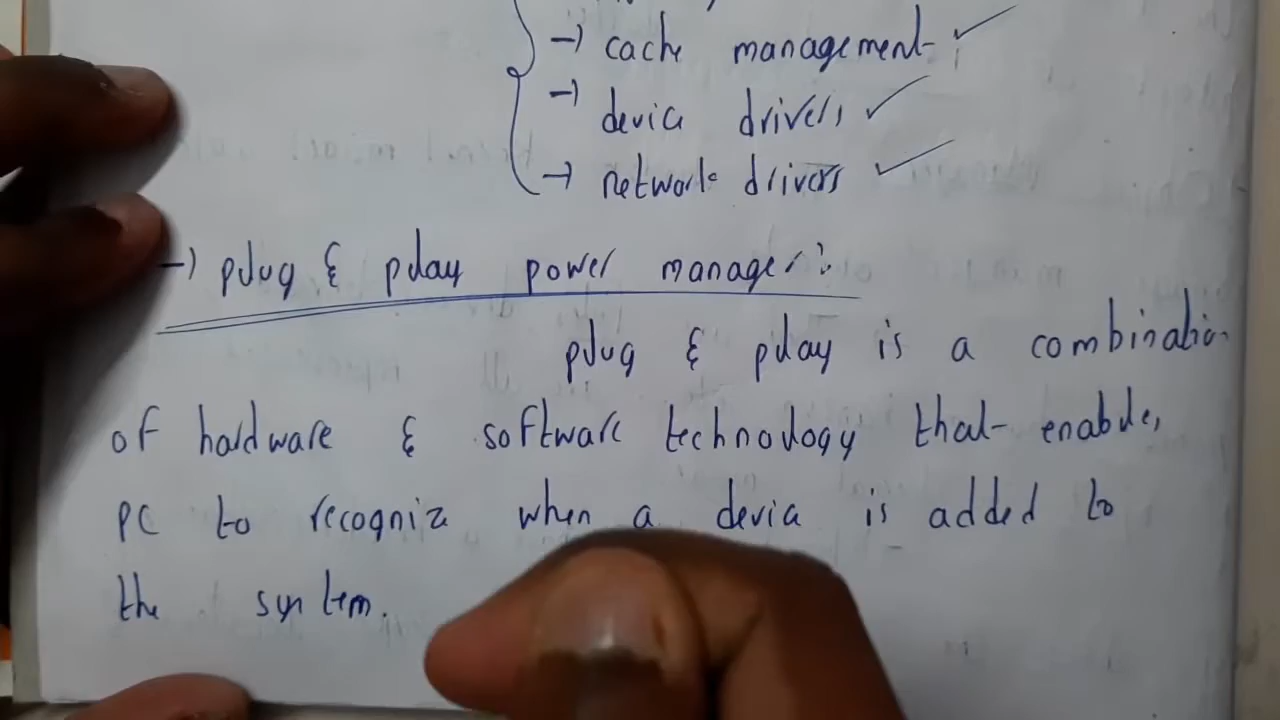 → cache management ✓
→ device drivers ✓
→ network drivers ✓
→ plug & play power manager:
plug & play is a combination
of hardware & software technology that enables
PC to recognize when a device is added to
the system.